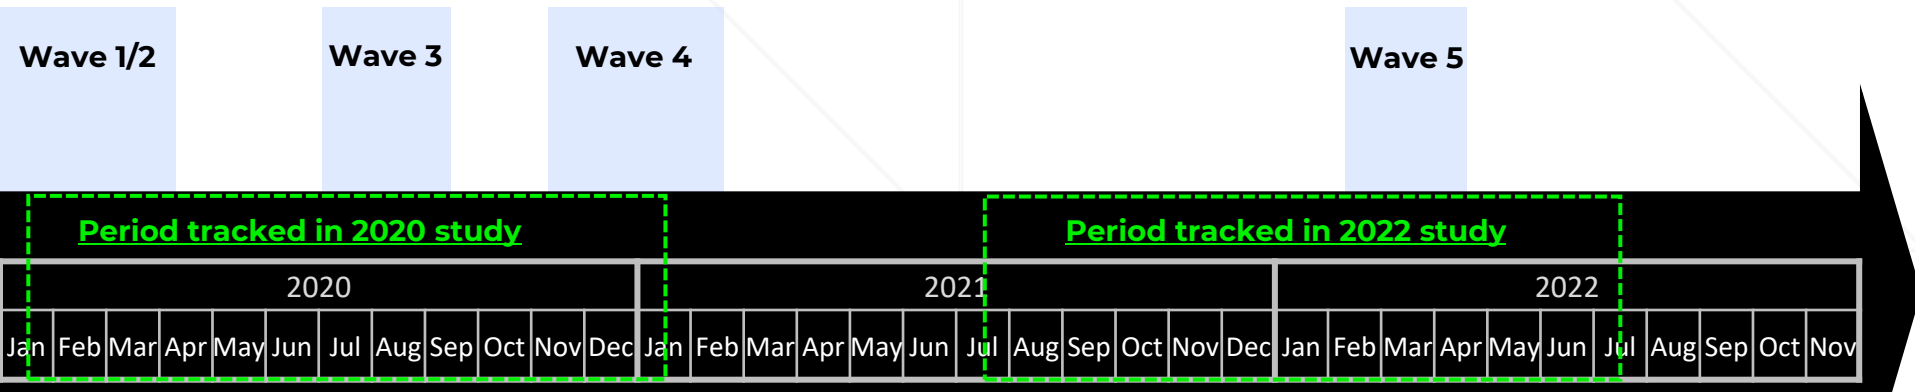 Wave 1/2 Wave 3 Wave 4 Wave 5
Period tracked in 2020 study Period tracked in 2022 study
2020 2021 2022
Jan Feb Mar Apr May Jun Jul Aug Sep Oct Nov Dec Jan Feb Mar Apr May Jun Jul Aug Sep Oct Nov Dec Jan Feb Mar Apr May Jun Jul Aug Sep Oct Nov